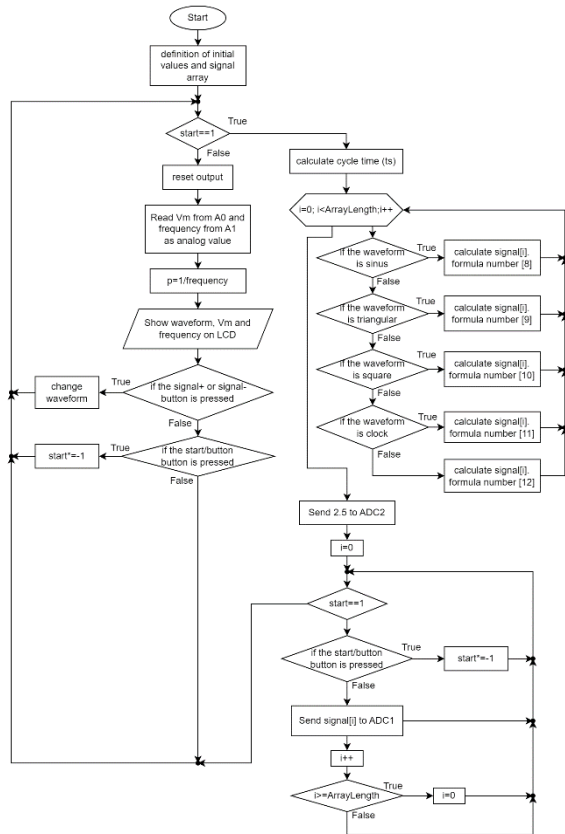 Start
definition of initial
values and signal
array
start==1
True
False
reset output
Read Vm from A0 and
frequency from A1
as analog value
p=1/frequency
Show waveform, Vm and
frequency on LCD
if the signal+ or signal-
button is pressed
True
change
waveform
False
if the start/button
button is pressed
True
start*=-1
False
calculate cycle time (ts)
i=0; i<ArrayLength;i++
if the waveform
is sinus
True
calculate signal[i].
formula number [8]
False
if the waveform
is triangular
True
calculate signal[i].
formula number [9]
False
if the waveform
is square
True
calculate signal[i].
formula number [10]
False
if the waveform
is clock
True
calculate signal[i].
formula number [11]
False
calculate signal[i].
formula number [12]
Send 2.5 to ADC2
i=0
start==1
if the start/button
button is pressed
True
start*=-1
False
Send signal[i] to ADC1
i++
i>=ArrayLength
True
i=0
False